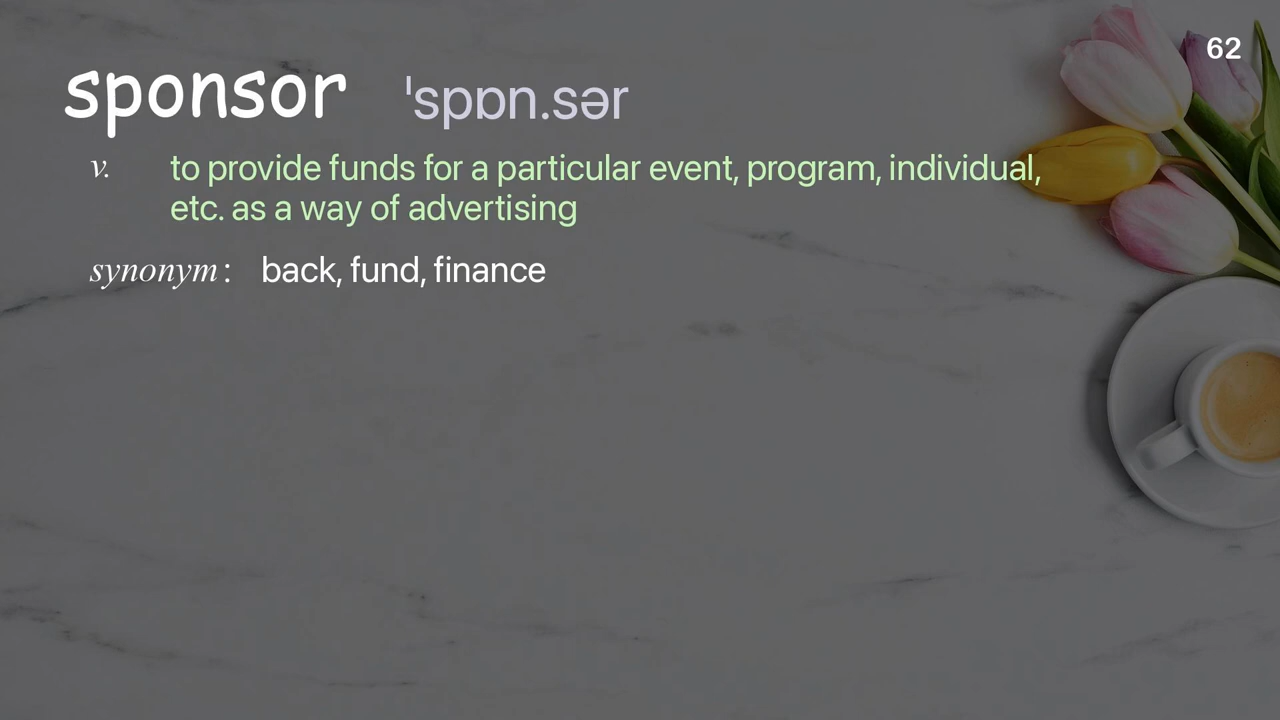 62
sponsor ˈspɒn.sər
v. to provide funds for a particular event, program, individual,
etc. as a way of advertising
synonym: back, fund, finance